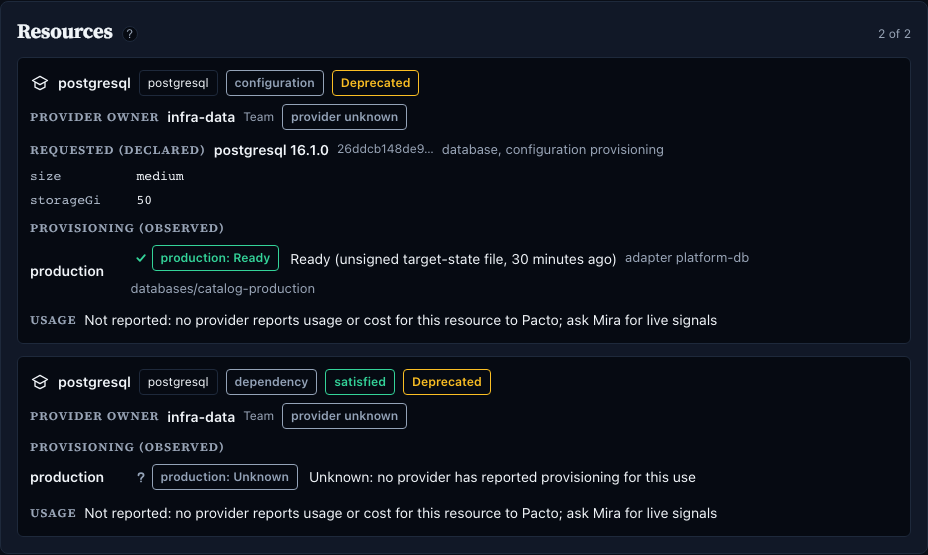 Resources ?
2 of 2
postgresql postgresql configuration Deprecated
PROVIDER OWNER infra-data Team provider unknown
REQUESTED (DECLARED) postgresql 16.1.0 26ddcb148de9... database, configuration provisioning
size medium
storageGi 50
PROVISIONING (OBSERVED)
production production: Ready Ready (unsigned target-state file, 30 minutes ago) adapter platform-db
databases/catalog-production
USAGE Not reported: no provider reports usage or cost for this resource to Pacto; ask Mira for live signals
postgresql postgresql dependency satisfied Deprecated
PROVIDER OWNER infra-data Team provider unknown
PROVISIONING (OBSERVED)
production ? production: Unknown Unknown: no provider has reported provisioning for this use
USAGE Not reported: no provider reports usage or cost for this resource to Pacto; ask Mira for live signals